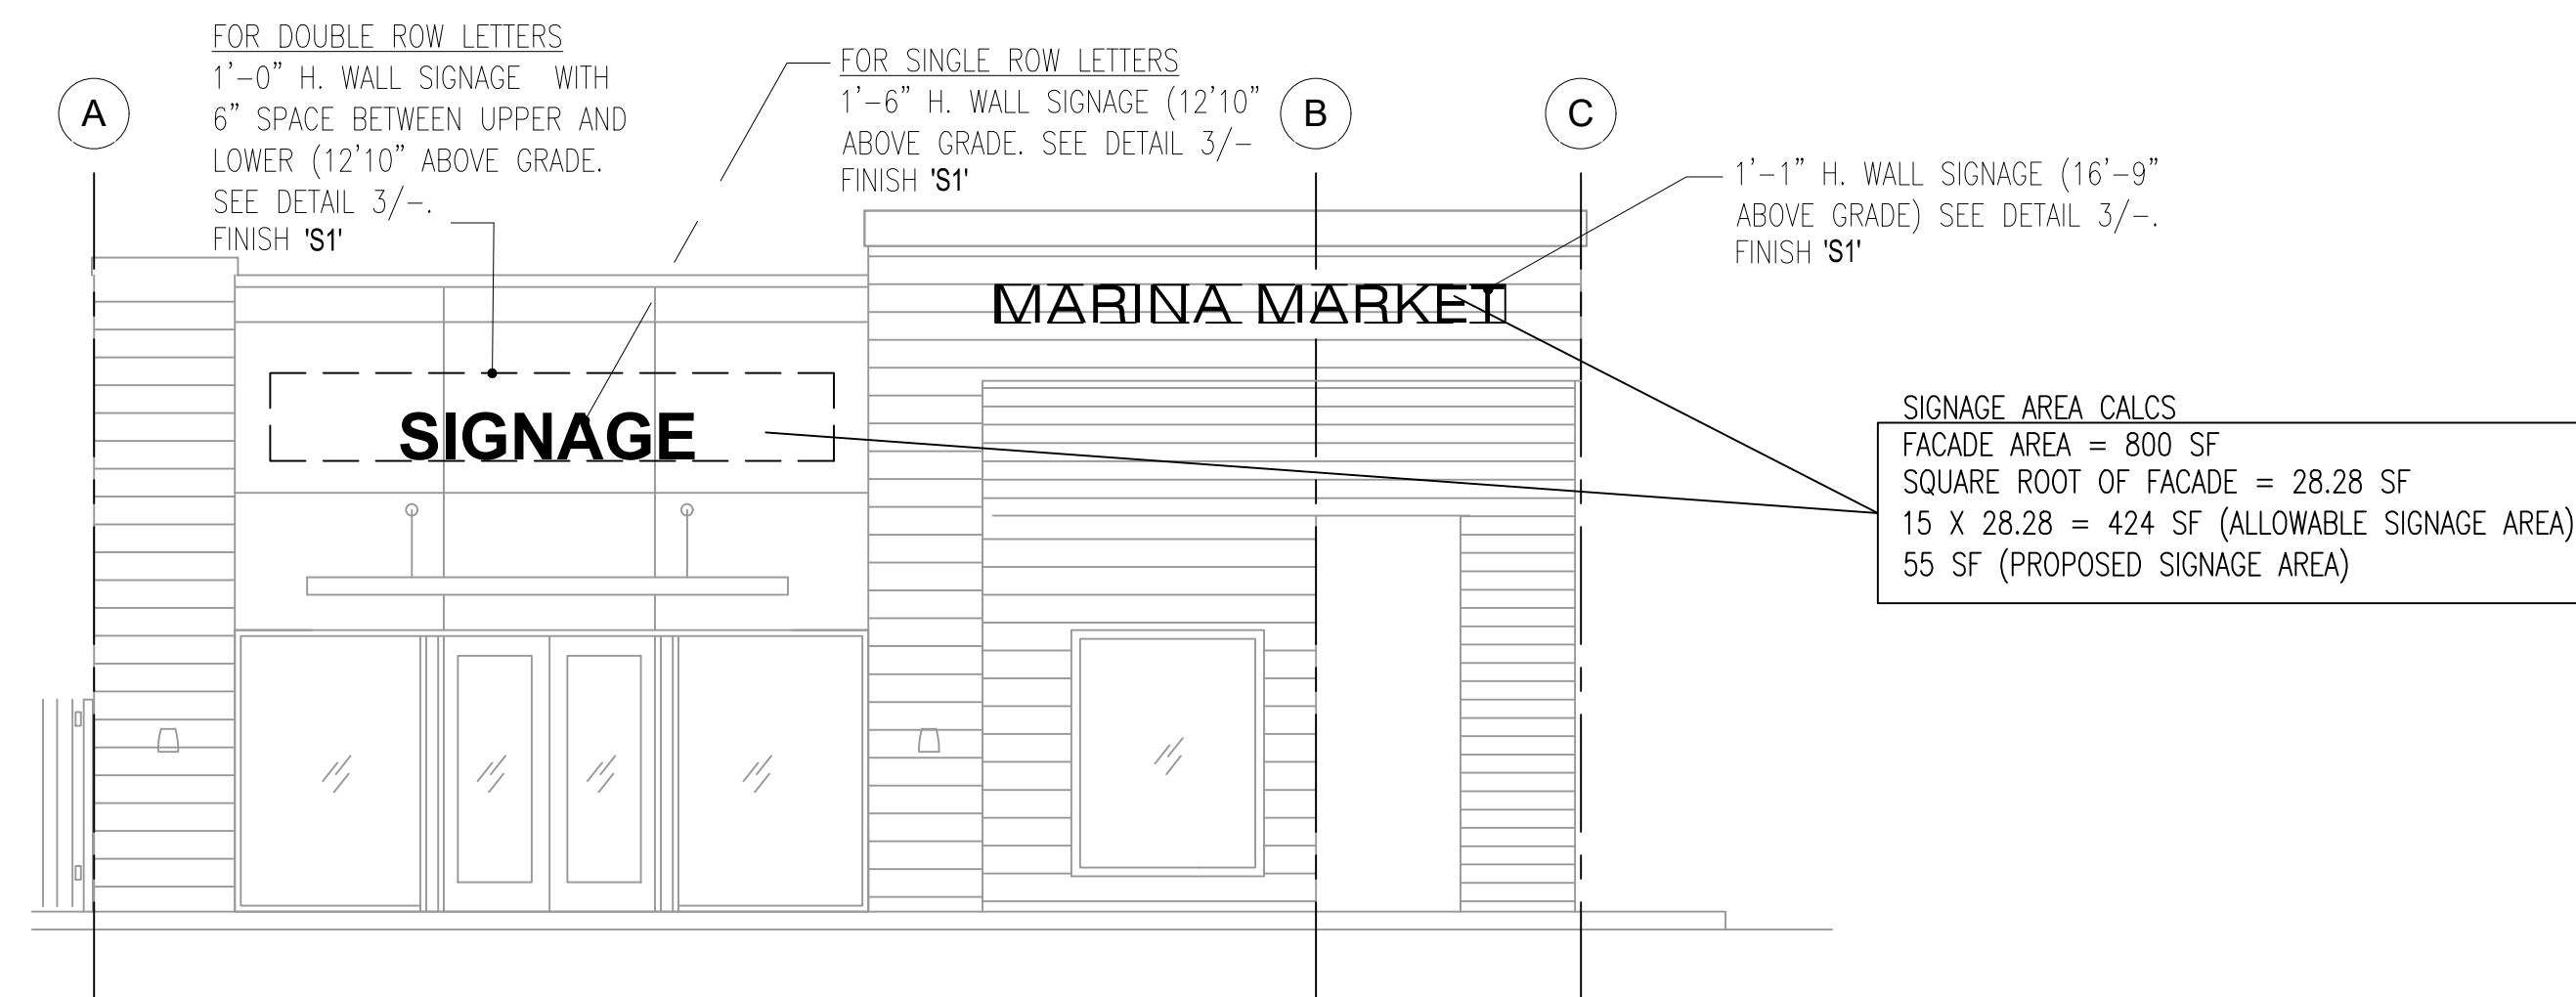 FOR DOUBLE ROW LETTERS
1'-0" H. WALL SIGNAGE WITH
6" SPACE BETWEEN UPPER AND
LOWER (12'10" ABOVE GRADE.
SEE DETAIL 3/-.
FINISH 'S1'
FOR SINGLE ROW LETTERS
1'-6" H. WALL SIGNAGE (12'10"
ABOVE GRADE. SEE DETAIL 3/-
FINISH 'S1'
A
B
C
1'-1" H. WALL SIGNAGE (16'-9"
ABOVE GRADE) SEE DETAIL 3/-.
FINISH 'S1'
MARINA MARKET
SIGNAGE
SIGNAGE AREA CALCS
FACADE AREA = 800 SF
SQUARE ROOT OF FACADE = 28.28 SF
15 X 28.28 = 424 SF (ALLOWABLE SIGNAGE AREA)
55 SF (PROPOSED SIGNAGE AREA)